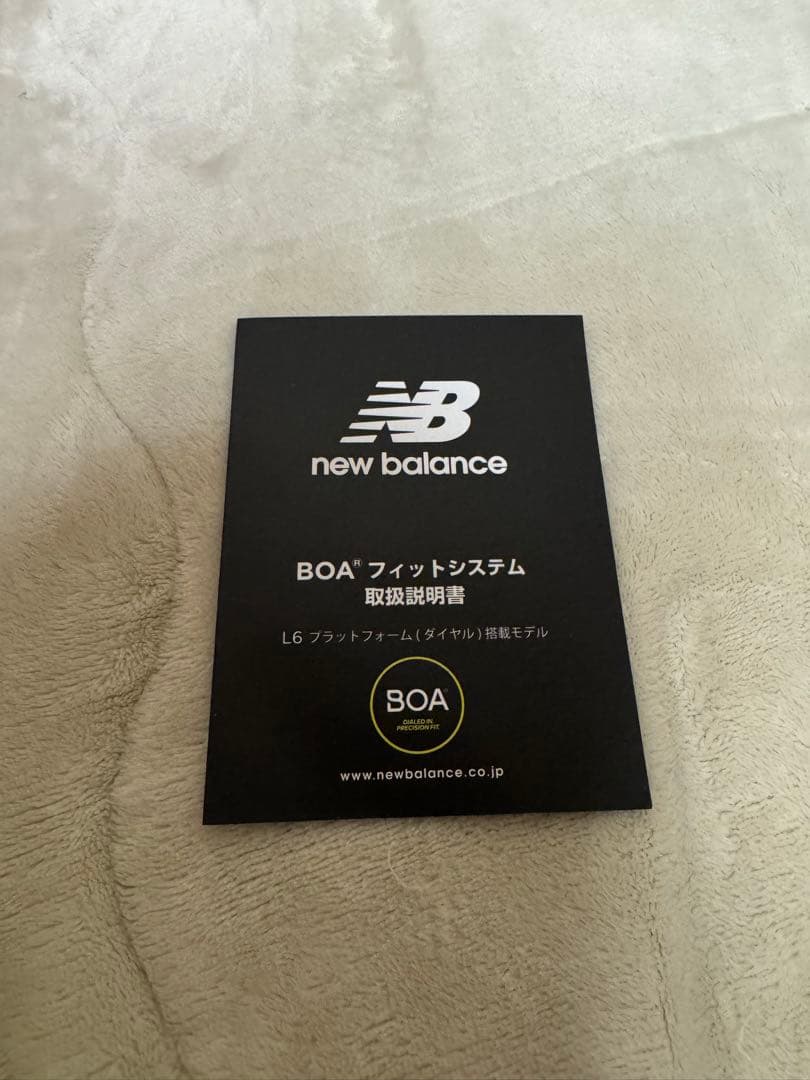 NB
new balance
BOA® フィットシステム
取扱説明書
L6 プラットフォーム(ダイヤル)搭載モデル
BOA®
DIALED IN.
PRECISION FIT.
www.newbalance.co.jp